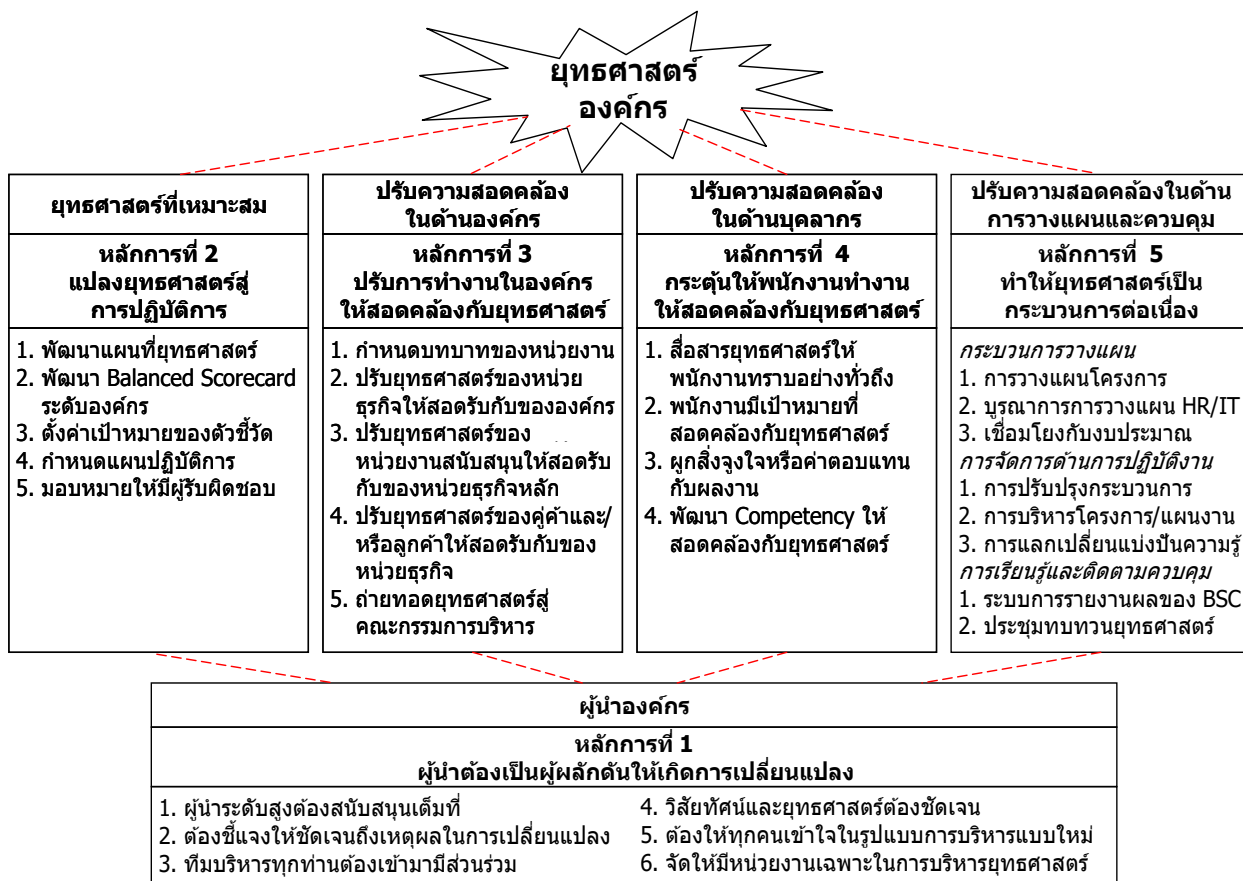 ยุทธศาสตร์
องค์กร
ยุทธศาสตร์ที่เหมาะสม
หลักการที่ 2
แปลงยุทธศาสตร์สู่
การปฏิบัติการ
1. พัฒนาแผนที่ยุทธศาสตร์
2. พัฒนา Balanced Scorecard
ระดับองค์กร
3. ตั้งค่าเป้าหมายของตัวชี้วัด
4. กำหนดแผนปฏิบัติการ
5. มอบหมายให้มีผู้รับผิดชอบ
ปรับความสอดคล้อง
ในด้านองค์กร
หลักการที่ 3
ปรับการทำงานในองค์กร
ให้สอดคล้องกับยุทธศาสตร์
1. กำหนดบทบาทของหน่วยงาน
2. ปรับยุทธศาสตร์ของหน่วย
ธุรกิจให้สอดรับกับขององค์กร
3. ปรับยุทธศาสตร์ของ
หน่วยงานสนับสนุนให้สอดรับ
กับของหน่วยธุรกิจหลัก
4. ปรับยุทธศาสตร์ของคู่ค้าและ/
หรือลูกค้าให้สอดรับกับของ
หน่วยธุรกิจ
5. ถ่ายทอดยุทธศาสตร์สู่
คณะกรรมการบริหาร
ปรับความสอดคล้อง
ในด้านบุคลากร
หลักการที่ 4
กระตุ้นให้พนักงานทำงาน
ให้สอดคล้องกับยุทธศาสตร์
1. สื่อสารยุทธศาสตร์ให้
พนักงานทราบอย่างทั่วถึง
2. พนักงานมีเป้าหมายที่
สอดคล้องกับยุทธศาสตร์
3. ผูกสิ่งจูงใจหรือค่าตอบแทน
กับผลงาน
4. พัฒนา Competency ให้
สอดคล้องกับยุทธศาสตร์
ปรับความสอดคล้องในด้าน
การวางแผนและควบคุม
หลักการที่ 5
ทำให้ยุทธศาสตร์เป็น
กระบวนการต่อเนื่อง
กระบวนการวางแผน
1. การวางแผนโครงการ
2. บูรณาการการวางแผน HR/IT
3. เชื่อมโยงกับงบประมาณ
การจัดการด้านการปฏิบัติงาน
1. การปรับปรุงกระบวนการ
2. การบริหารโครงการ/แผนงาน
3. การแลกเปลี่ยนแบ่งปันความรู้
การเรียนรู้และติดตามควบคุม
1. ระบบการรายงานผลของ BSC
2. ประชุมทบทวนยุทธศาสตร์
ผู้นำองค์กร
หลักการที่ 1
ผู้นำต้องเป็นผู้ผลักดันให้เกิดการเปลี่ยนแปลง
1. ผู้นำระดับสูงต้องสนับสนุนเต็มที่
2. ต้องชี้แจงให้ชัดเจนถึงเหตุผลในการเปลี่ยนแปลง
3. ทีมบริหารทุกท่านต้องเข้ามามีส่วนร่วม
4. วิสัยทัศน์และยุทธศาสตร์ต้องชัดเจน
5. ต้องให้ทุกคนเข้าใจในรูปแบบการบริหารแบบใหม่
6. จัดให้มีหน่วยงานเฉพาะในการบริหารยุทธศาสตร์